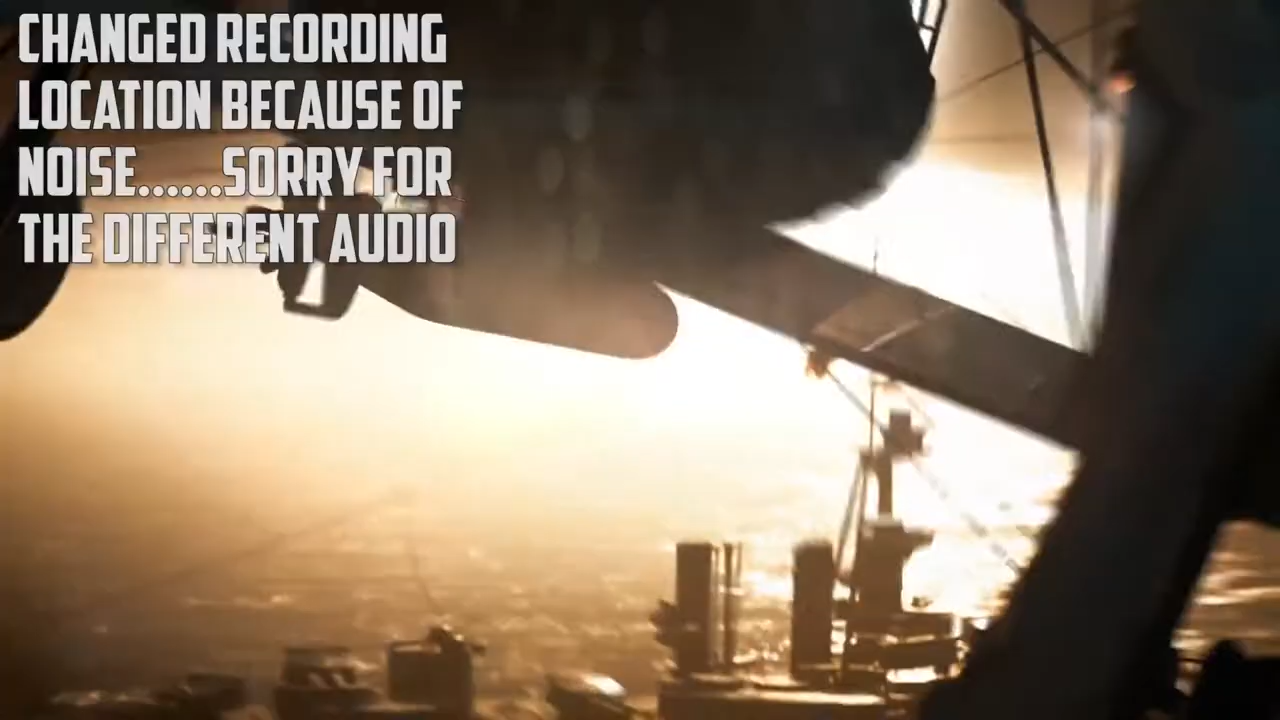 CHANGED RECORDING
LOCATION BECAUSE OF
NOISE......SORRY FOR
THE DIFFERENT AUDIO